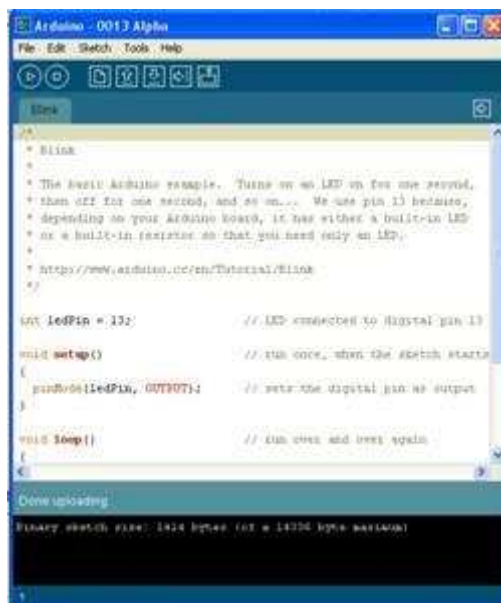 Arduino - 0013 Alpha
File Edit Sketch Tools Help
Blink
/*
 * Blink
 *
 * The basic Arduino example.  Turns on an LED on for one second,
 * then off for one second, and so on...  We use pin 13 because,
 * depending on your Arduino board, it has either a built-in LED
 * or a built-in resistor so that you need only an LED.
 *
 * http://www.arduino.cc/en/Tutorial/Blink
 */
int ledPin = 13; // LED connected to digital pin 13
void setup() // run once, when the sketch starts
{
pinMode(ledPin, OUTPUT); // sets the digital pin as output
}
void loop() // run over and over again
{
Done uploading.
Binary sketch size: 1424 bytes (of a 14336 byte maximum)